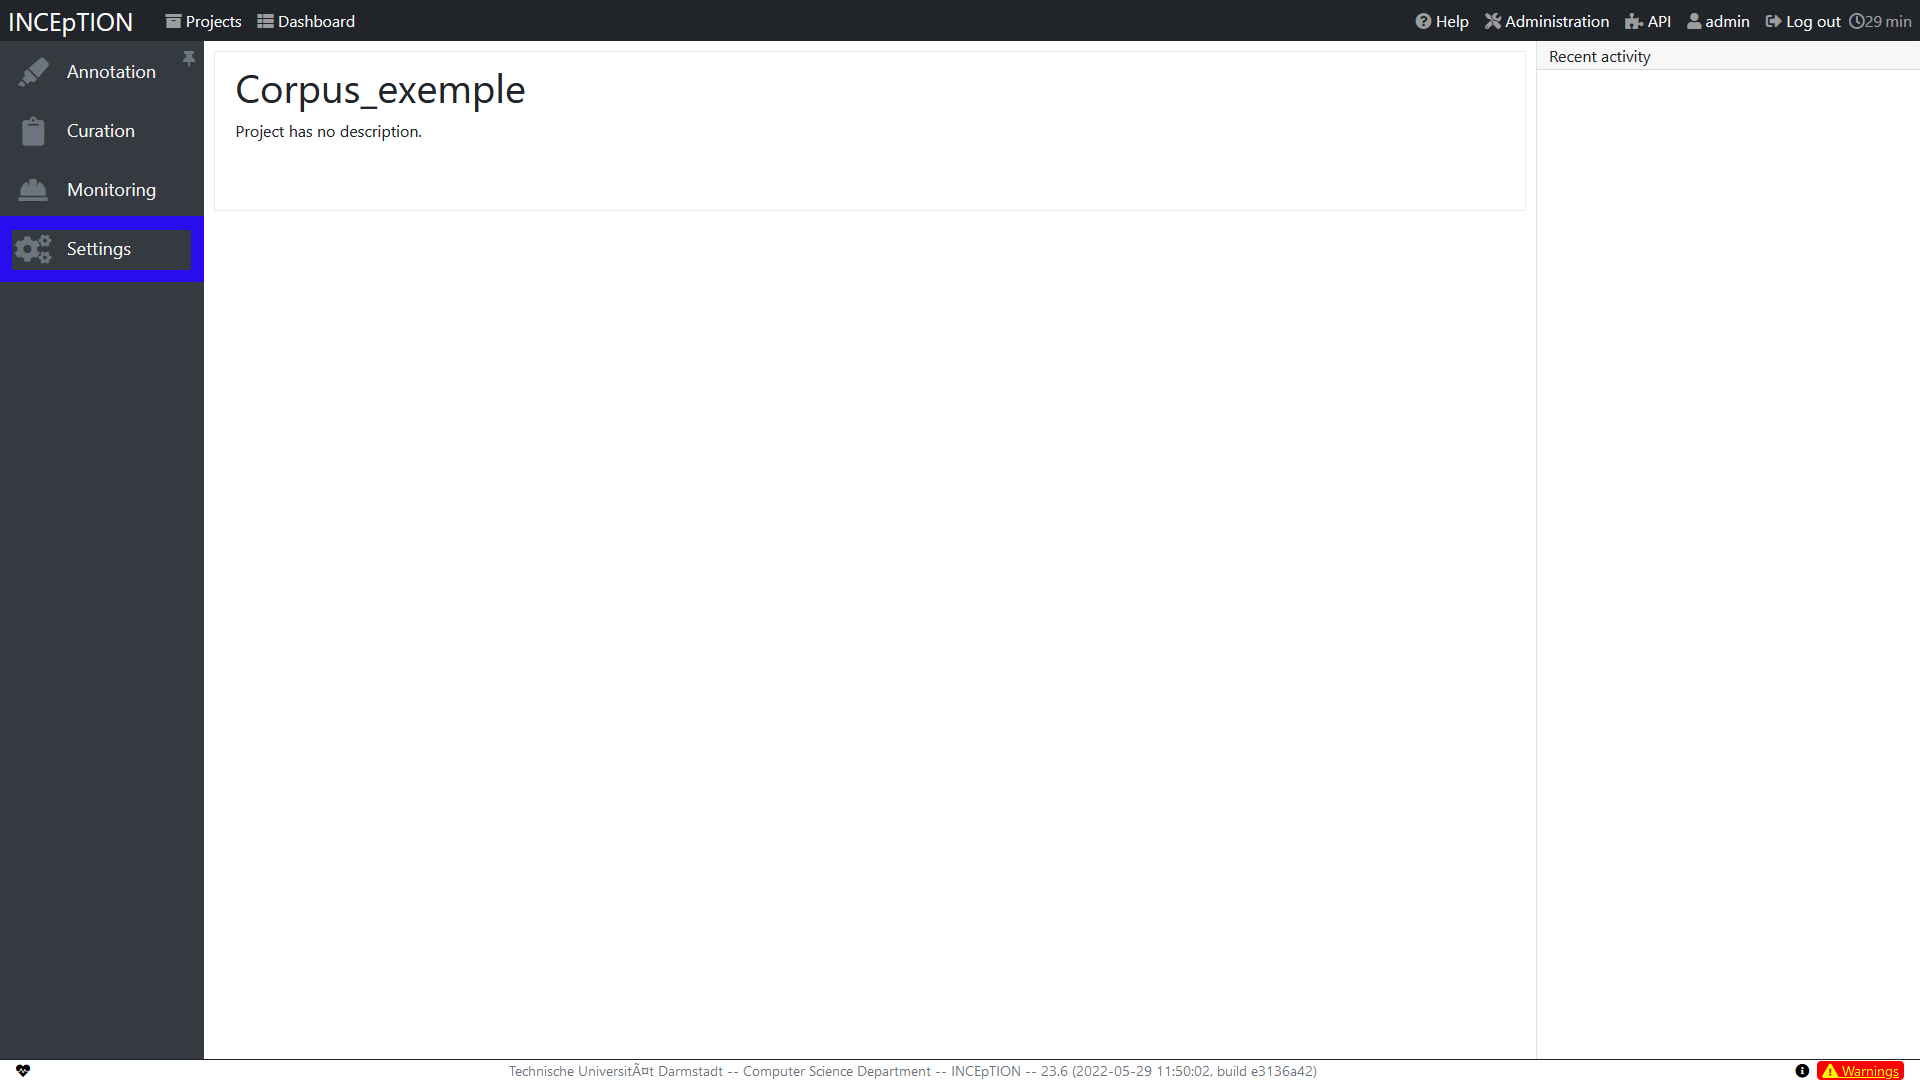 INCEpTION Projects Dashboard Help Administration API admin Log out 29 min
Annotation
Curation
Monitoring
Settings
Corpus_exemple
Project has no description.
Recent activity
Technische UniversitÃ¤t Darmstadt -- Computer Science Department -- INCEpTION -- 23.6 (2022-05-29 11:50:02, build e3136a42)
Warnings